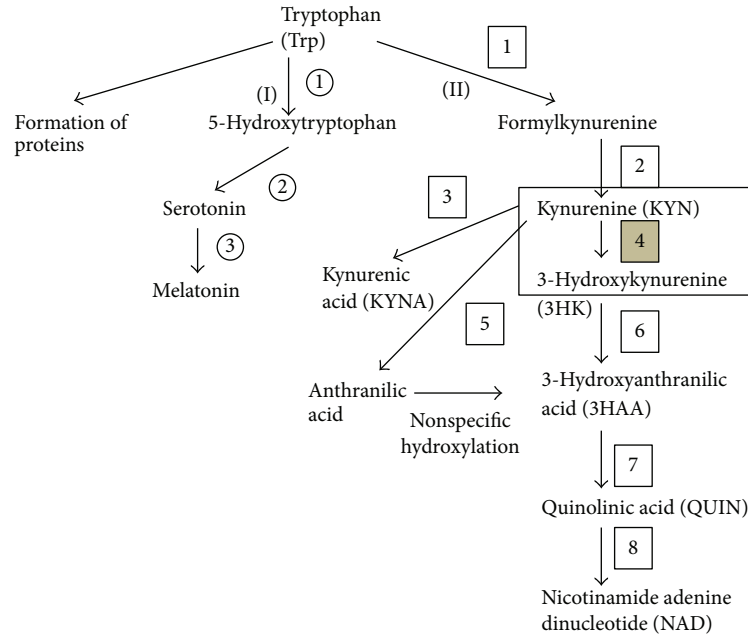 Tryptophan
(Trp)
1
(I)
1
(II)
Formation of
proteins
5-Hydroxytryptophan
Formylkynurenine
2
2
3
Serotonin
Kynurenine (KYN)
3
4
Melatonin
Kynurenic
acid (KYNA)
3-Hydroxykynurenine
(3HK)
5
6
Anthranilic
acid
Nonspecific
hydroxylation
3-Hydroxyanthranilic
acid (3HAA)
7
Quinolinic acid (QUIN)
8
Nicotinamide adenine
dinucleotide (NAD)